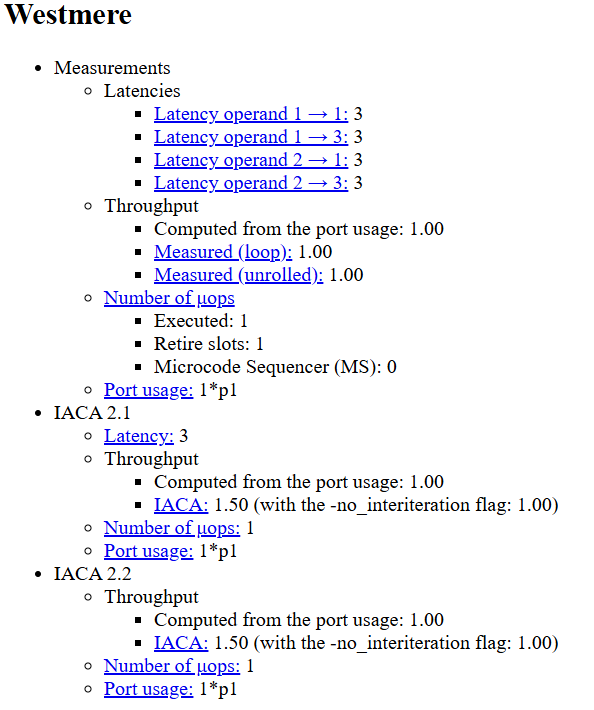 Westmere
Measurements
Latencies
Latency operand 1 → 1: 3
Latency operand 1 → 3: 3
Latency operand 2 → 1: 3
Latency operand 2 → 3: 3
Throughput
Computed from the port usage: 1.00
Measured (loop): 1.00
Measured (unrolled): 1.00
Number of μops
Executed: 1
Retire slots: 1
Microcode Sequencer (MS): 0
Port usage: 1*p1
IACA 2.1
Latency: 3
Throughput
Computed from the port usage: 1.00
IACA: 1.50 (with the -no_interiteration flag: 1.00)
Number of μops: 1
Port usage: 1*p1
IACA 2.2
Throughput
Computed from the port usage: 1.00
IACA: 1.50 (with the -no_interiteration flag: 1.00)
Number of μops: 1
Port usage: 1*p1